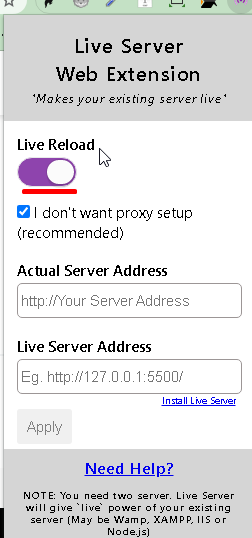 Live Server
Web Extension
*Makes your existing server live*
Live Reload
I don't want proxy setup
(recommended)
Actual Server Address
http://Your Server Address
Live Server Address
Eg. http://127.0.0.1:5500/
Install Live Server
Apply
Need Help?
NOTE: You need two server. Live Server
will give `live` power of your existing
server (May be Wamp, XAMPP, IIS or
Node.js)